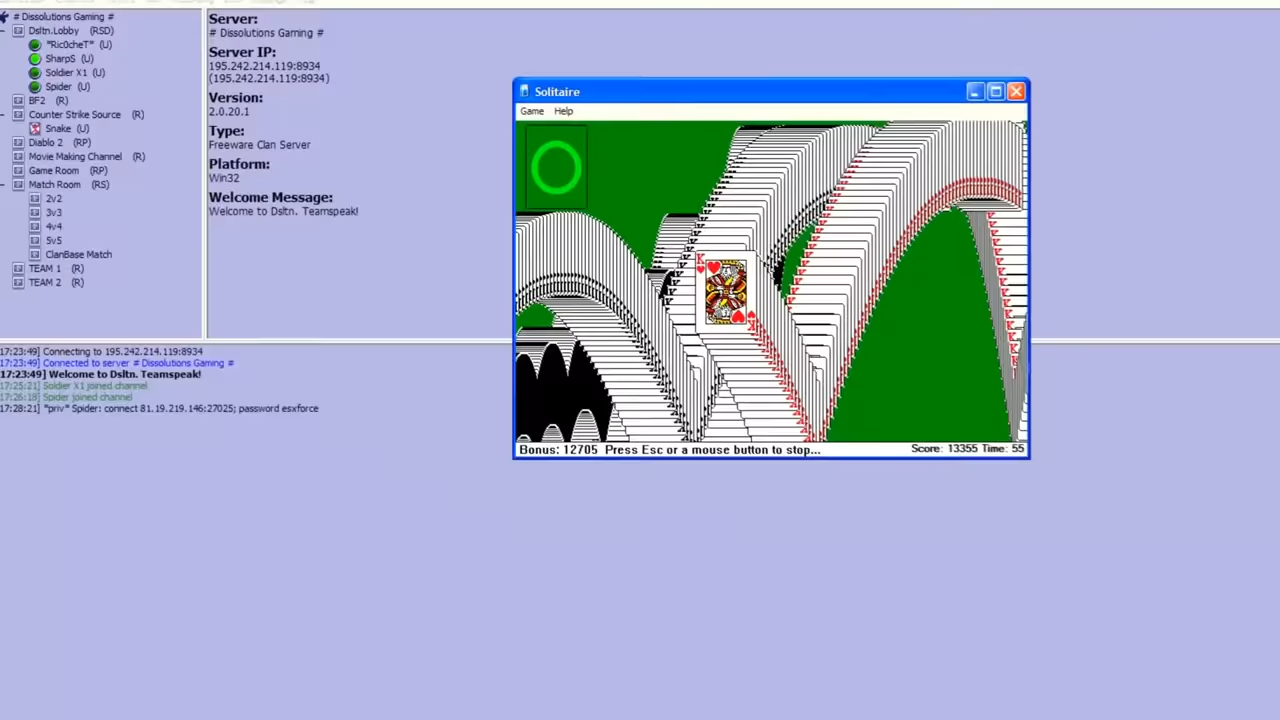 # Dissolutions Gaming #
Dsltn.Lobby (RSD)
"Ric0cheT" (U)
SharpS (U)
Soldier X1 (U)
Spider (U)
BF2 (R)
Counter Strike Source (R)
Snake (U)
Diablo 2 (RP)
Movie Making Channel (R)
Game Room (RP)
Match Room (RS)
2v2
3v3
4v4
5v5
ClanBase Match
TEAM 1 (R)
TEAM 2 (R)
Server:
# Dissolutions Gaming #
Server IP:
195.242.214.119:8934
(195.242.214.119:8934)
Version:
2.0.20.1
Type:
Freeware Clan Server
Platform:
Win32
Welcome Message:
Welcome to Dsltn. Teamspeak!
Solitaire
Game Help
K
K
Bonus: 12705 Press Esc or a mouse button to stop... Score: 13355 Time: 55
17:23:49] Connecting to 195.242.214.119:8934
17:23:49] Connected to server # Dissolutions Gaming #
17:23:49] Welcome to Dsltn. Teamspeak!
17:25:21] Soldier X1 joined channel
17:26:18] Spider joined channel
17:28:21] *priv* Spider: connect 81.19.219.146:27025; password esxforce